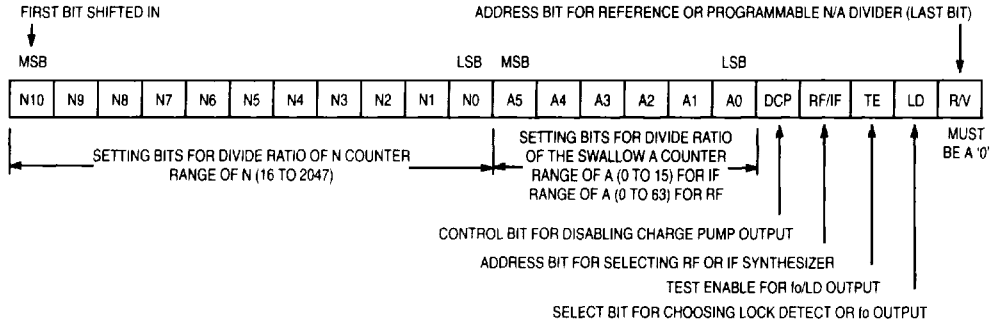 FIRST BIT SHIFTED IN
ADDRESS BIT FOR REFERENCE OR PROGRAMMABLE N/A DIVIDER (LAST BIT)
MSB LSB MSB LSB
N10 N9 N8 N7 N6 N5 N4 N3 N2 N1 N0 A5 A4 A3 A2 A1 A0 DCP RF/IF TE LD R/V
MUST
BE A '0'
SETTING BITS FOR DIVIDE RATIO OF N COUNTER
RANGE OF N (16 TO 2047)
SETTING BITS FOR DIVIDE RATIO
OF THE SWALLOW A COUNTER
RANGE OF A (0 TO 15) FOR IF
RANGE OF A (0 TO 63) FOR RF
CONTROL BIT FOR DISABLING CHARGE PUMP OUTPUT
ADDRESS BIT FOR SELECTING RF OR IF SYNTHESIZER
TEST ENABLE FOR fo/LD OUTPUT
SELECT BIT FOR CHOOSING LOCK DETECT OR fo OUTPUT